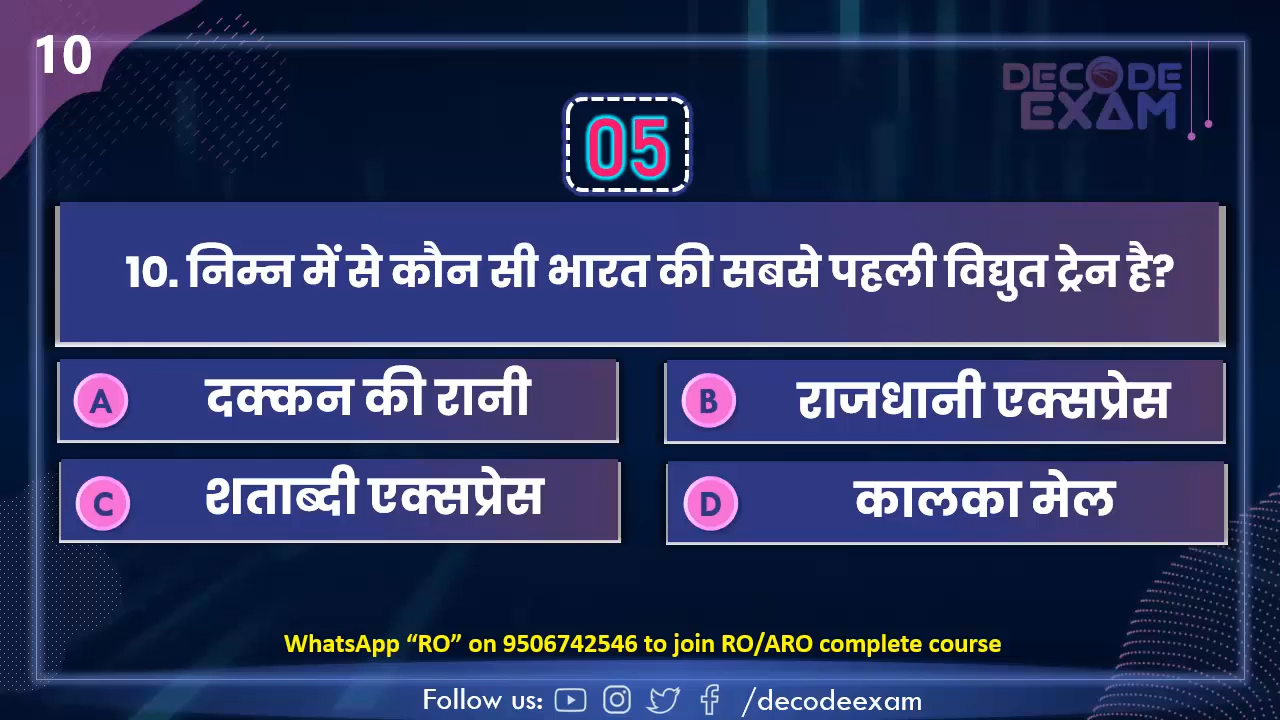 10
DECODE
EXAM
05
10. निम्न में से कौन सी भारत की सबसे पहली विद्युत ट्रेन है?
A दक्कन की रानी
B राजधानी एक्सप्रेस
C शताब्दी एक्सप्रेस
D कालका मेल
WhatsApp “RO” on 9506742546 to join RO/ARO complete course
Follow us: /decodeexam